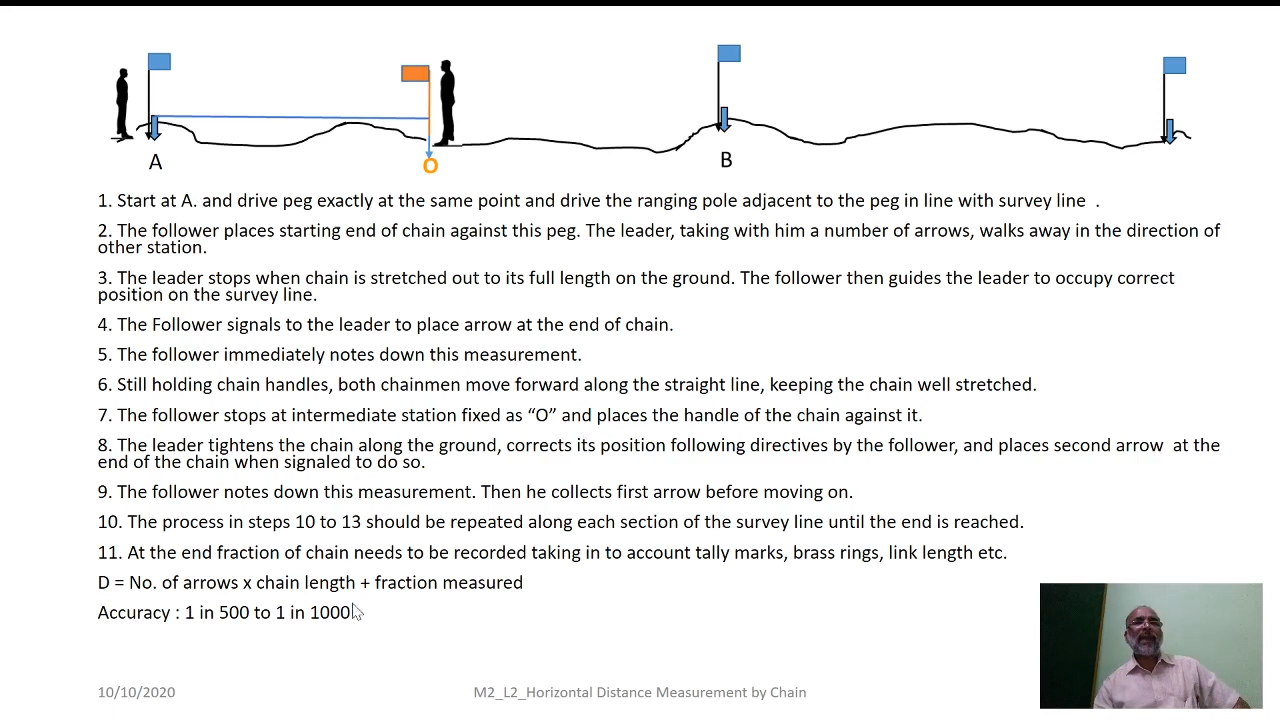 A
O
B
1. Start at A. and drive peg exactly at the same point and drive the ranging pole adjacent to the peg in line with survey line .
2. The follower places starting end of chain against this peg. The leader, taking with him a number of arrows, walks away in the direction of
other station.
3. The leader stops when chain is stretched out to its full length on the ground. The follower then guides the leader to occupy correct
position on the survey line.
4. The Follower signals to the leader to place arrow at the end of chain.
5. The follower immediately notes down this measurement.
6. Still holding chain handles, both chainmen move forward along the straight line, keeping the chain well stretched.
7. The follower stops at intermediate station fixed as “O” and places the handle of the chain against it.
8. The leader tightens the chain along the ground, corrects its position following directives by the follower, and places second arrow at the
end of the chain when signaled to do so.
9. The follower notes down this measurement. Then he collects first arrow before moving on.
10. The process in steps 10 to 13 should be repeated along each section of the survey line until the end is reached.
11. At the end fraction of chain needs to be recorded taking in to account tally marks, brass rings, link length etc.
D = No. of arrows x chain length + fraction measured
Accuracy : 1 in 500 to 1 in 1000
10/10/2020
M2_L2_Horizontal Distance Measurement by Chain